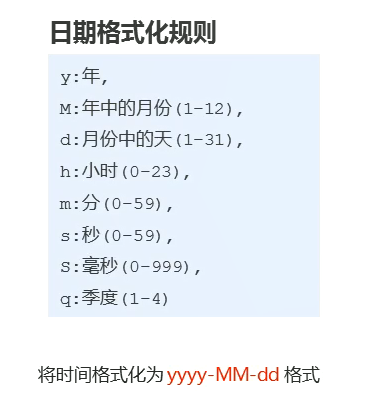 日期格式化规则
y:年,
M:年中的月份(1-12),
d:月份中的天(1-31),
h:小时(0-23),
m:分(0-59),
s:秒(0-59),
S:毫秒(0-999),
q:季度(1-4)
将时间格式化为 yyyy-MM-dd 格式